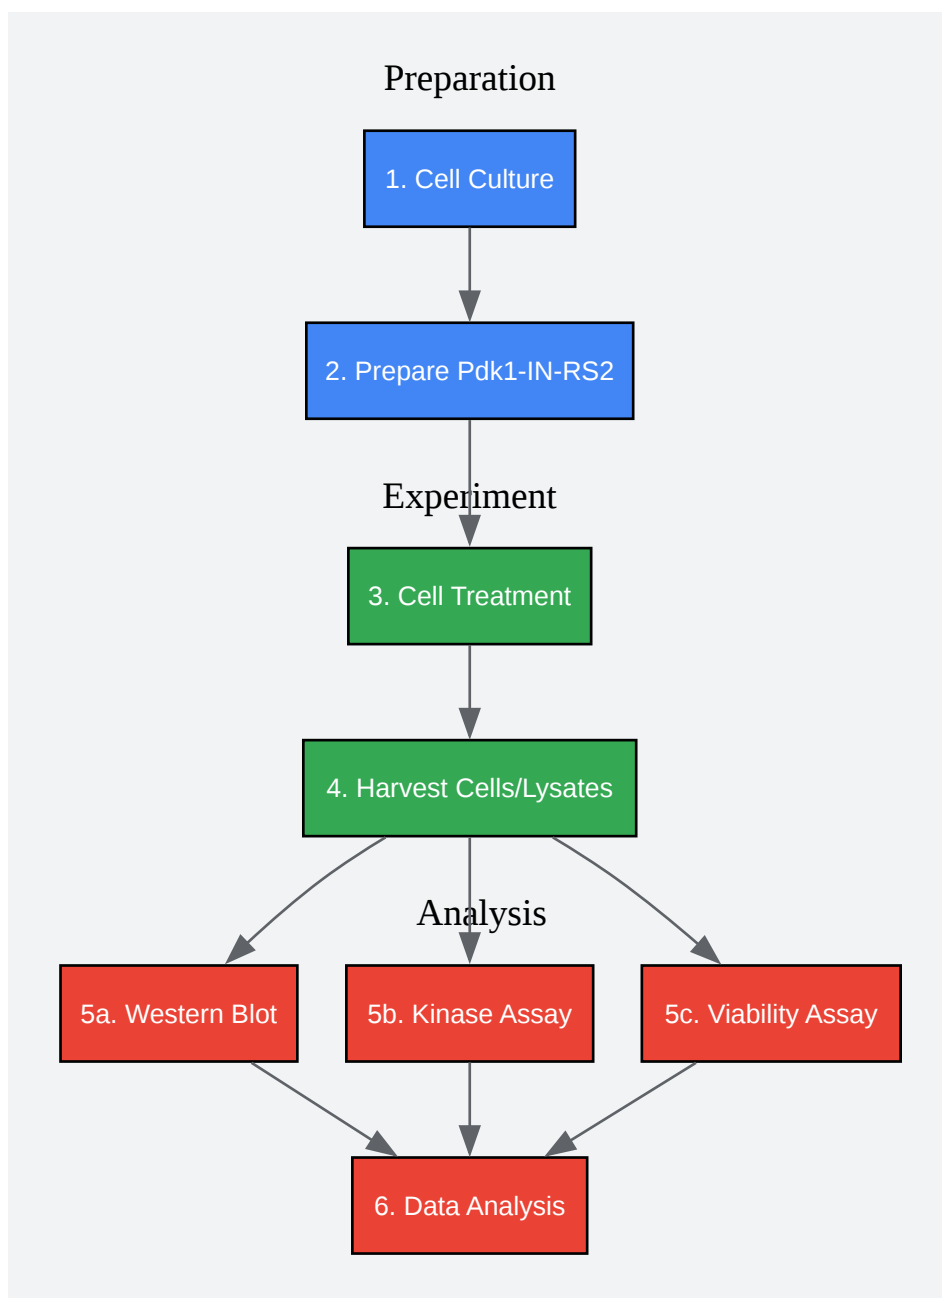 Preparation
1. Cell Culture
2. Prepare Pdk1-IN-RS2
Experiment
3. Cell Treatment
4. Harvest Cells/Lysates
Analysis
5a. Western Blot
5b. Kinase Assay
5c. Viability Assay
6. Data Analysis